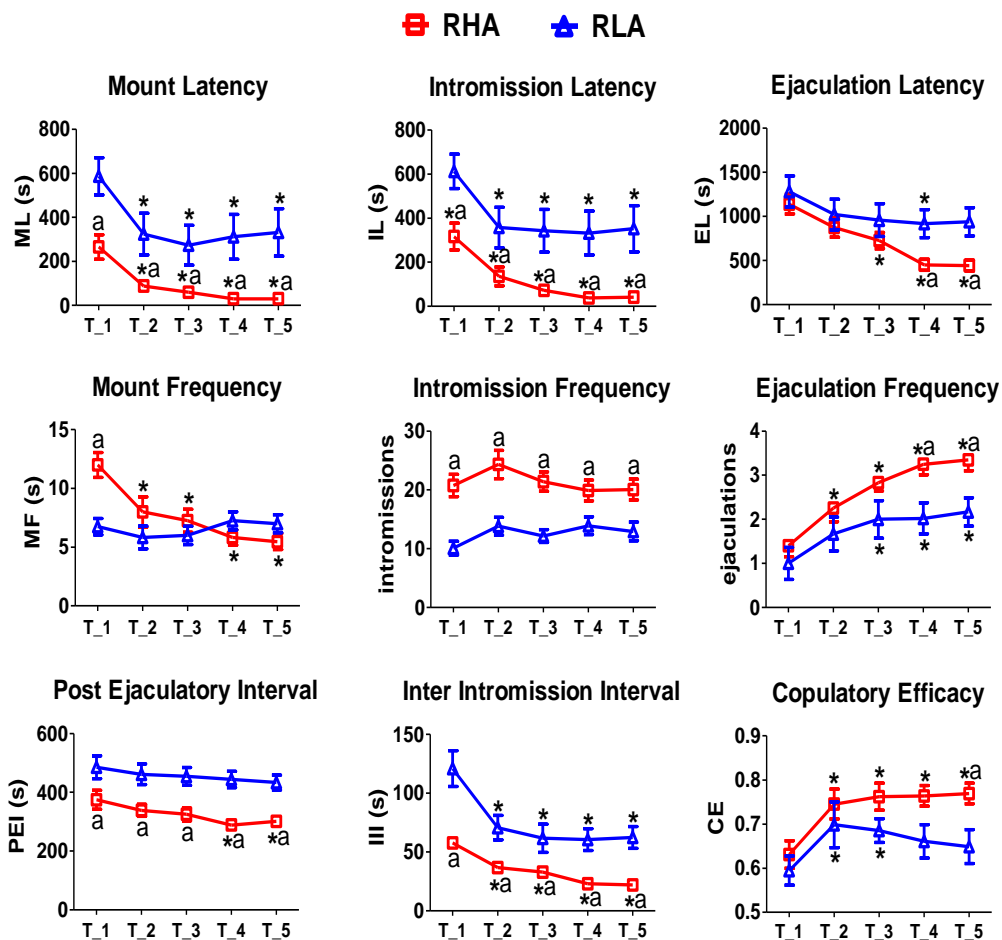 RHA RLA
Mount Latency
ML (s)
800
600
400
200
0
a
*
*
*
*
*a
*a
*a
*a
T_1 T_2 T_3 T_4 T_5
Intromission Latency
IL (s)
800
600
400
200
0
*a
*
*
*
*
*a
*a
*a
*a
T_1 T_2 T_3 T_4 T_5
Ejaculation Latency
EL (s)
2000
1500
1000
500
0
*
*
*a
*a
T_1 T_2 T_3 T_4 T_5
Mount Frequency
MF (s)
15
10
5
0
a
*
*
*
*
T_1 T_2 T_3 T_4 T_5
Intromission Frequency
intromissions
30
20
10
0
a
a
a
a
a
T_1 T_2 T_3 T_4 T_5
Ejaculation Frequency
ejaculations
4
3
2
1
0
*
*
*a
*a
*
*
*
T_1 T_2 T_3 T_4 T_5
Post Ejaculatory Interval
PEI (s)
600
400
200
0
a
a
a
*a
*a
T_1 T_2 T_3 T_4 T_5
Inter Intromission Interval
III (s)
150
100
50
0
*
*
*
*
a
*a
*a
*a
*a
T_1 T_2 T_3 T_4 T_5
Copulatory Efficacy
CE
0.9
0.8
0.7
0.6
0.5
*
*
*
*a
*
*
T_1 T_2 T_3 T_4 T_5